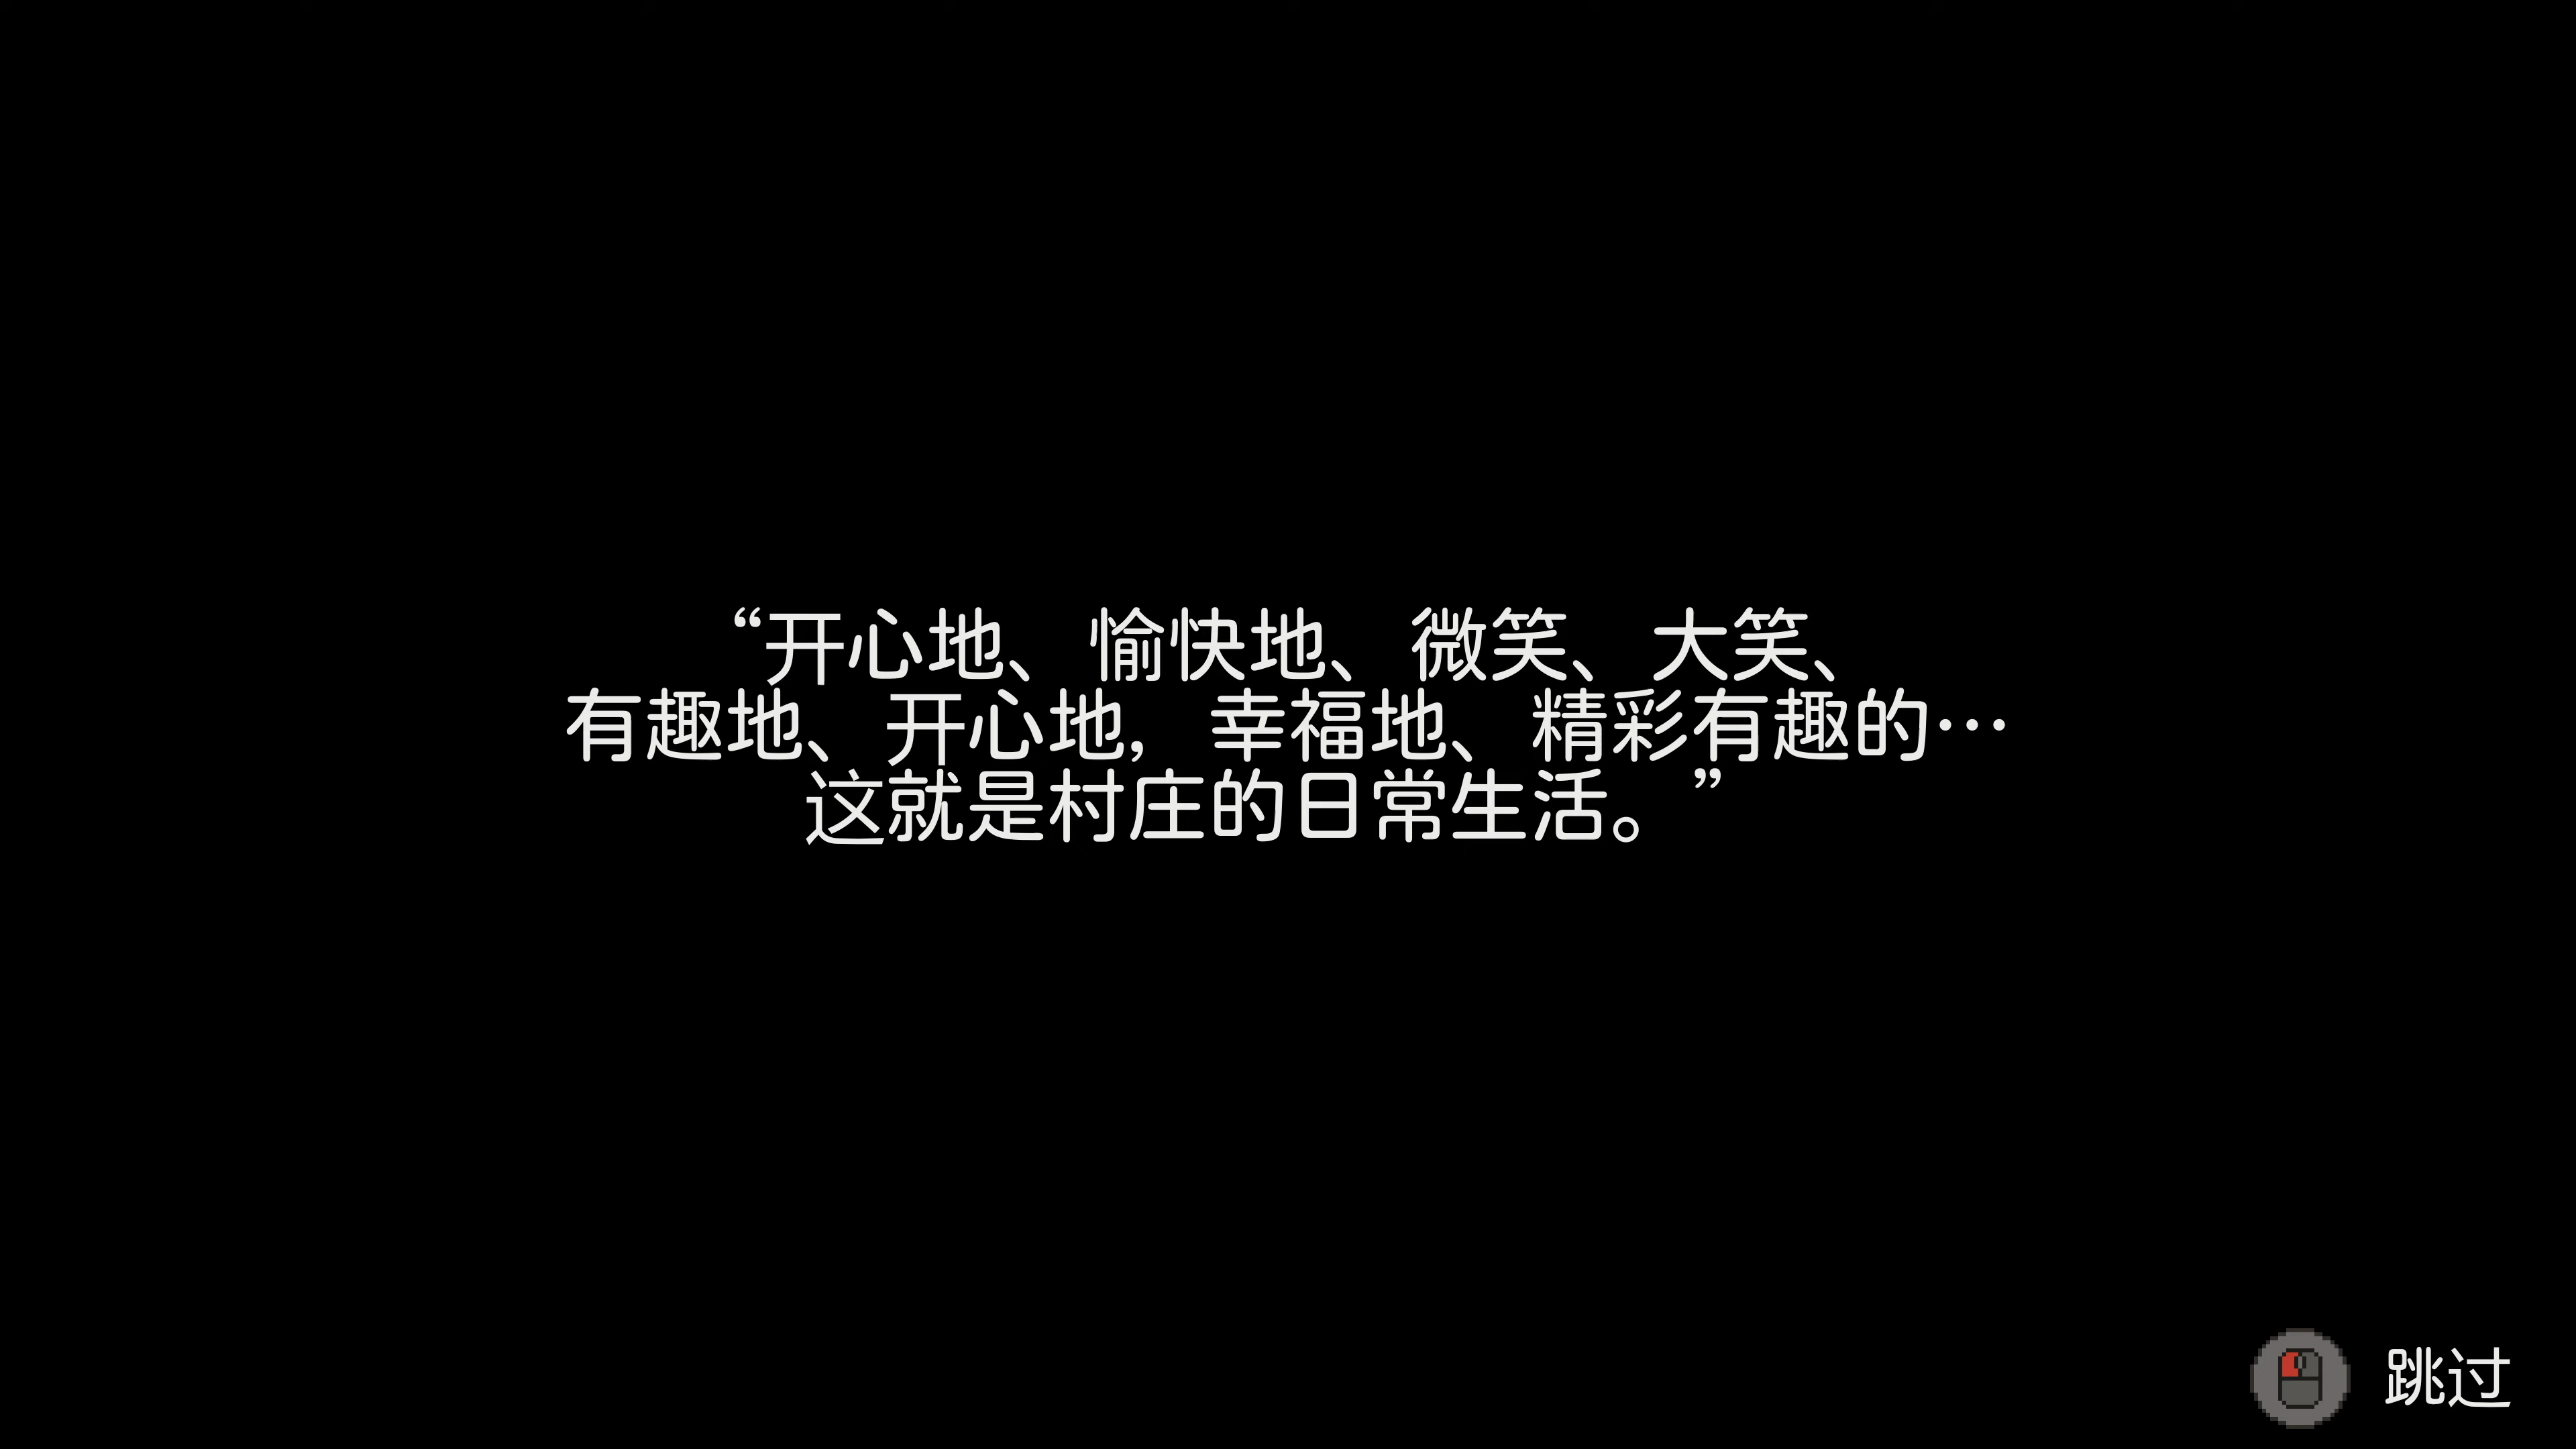 “开心地、愉快地、微笑、大笑、
有趣地、开心地，幸福地、精彩有趣的…
这就是村庄的日常生活。”
跳过